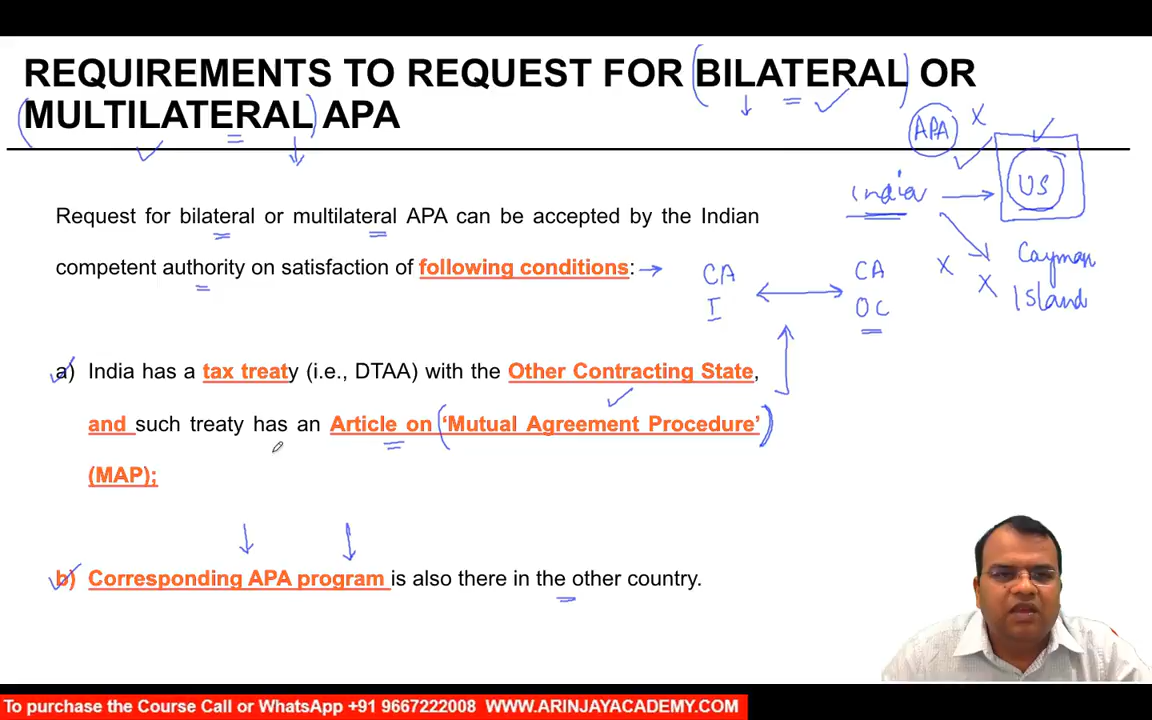 REQUIREMENTS TO REQUEST FOR BILATERAL OR
MULTILATERAL APA
APA X
India
US
Cayman
X X Island
Request for bilateral or multilateral APA can be accepted by the Indian
competent authority on satisfaction of following conditions:
CA CA
I OC
a) India has a tax treaty (i.e., DTAA) with the Other Contracting State,
and such treaty has an Article on ‘Mutual Agreement Procedure’
(MAP);
b) Corresponding APA program is also there in the other country.
To purchase the Course Call or WhatsApp +91 9667222008 WWW.ARINJAYACADEMY.COM